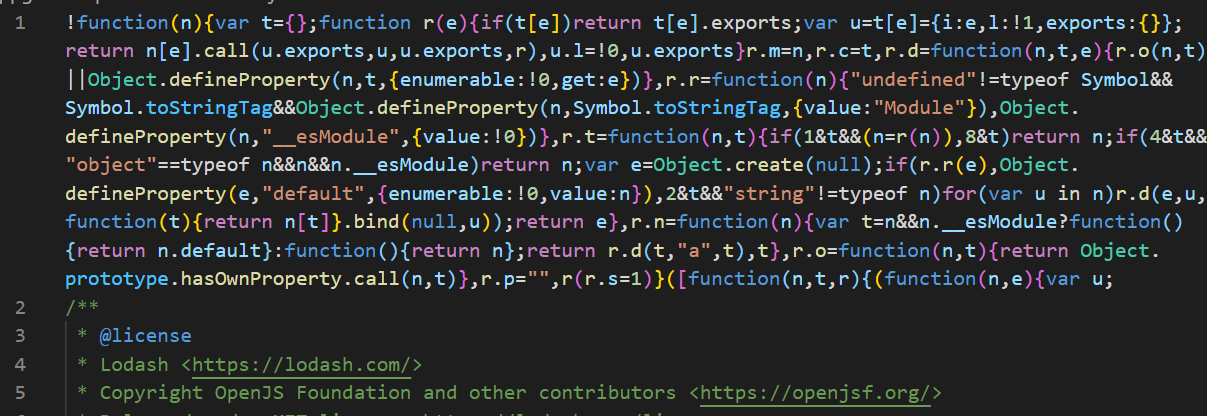 1 !function(n){var t={};function r(e){if(t[e])return t[e].exports;var u=t[e]={i:e,l:!1,exports:{}};
return n[e].call(u.exports,u,u.exports,r),u.l=!0,u.exports}r.m=n,r.c=t,r.d=function(n,t,e){r.o(n,t)
||Object.defineProperty(n,t,{enumerable:!0,get:e})},r.r=function(n){"undefined"!=typeof Symbol&&
Symbol.toStringTag&&Object.defineProperty(n,Symbol.toStringTag,{value:"Module"}),Object.
defineProperty(n,"__esModule",{value:!0})},r.t=function(n,t){if(1&t&&(n=r(n)),8&t)return n;if(4&t&&
"object"==typeof n&&n&&n.__esModule)return n;var e=Object.create(null);if(r.r(e),Object.
defineProperty(e,"default",{enumerable:!0,value:n}),2&t&&"string"!=typeof n)for(var u in n)r.d(e,u,
function(t){return n[t]}.bind(null,u));return e},r.n=function(n){var t=n&&n.__esModule?function()
{return n.default}:function(){return n};return r.d(t,"a",t),t},r.o=function(n,t){return Object.
prototype.hasOwnProperty.call(n,t)},r.p="",r(r.s=1)}([function(n,t,r){(function(n,e){var u;
2 /**
3 * @license
4 * Lodash <https://lodash.com/>
5 * Copyright OpenJS Foundation and other contributors <https://openjsf.org/>